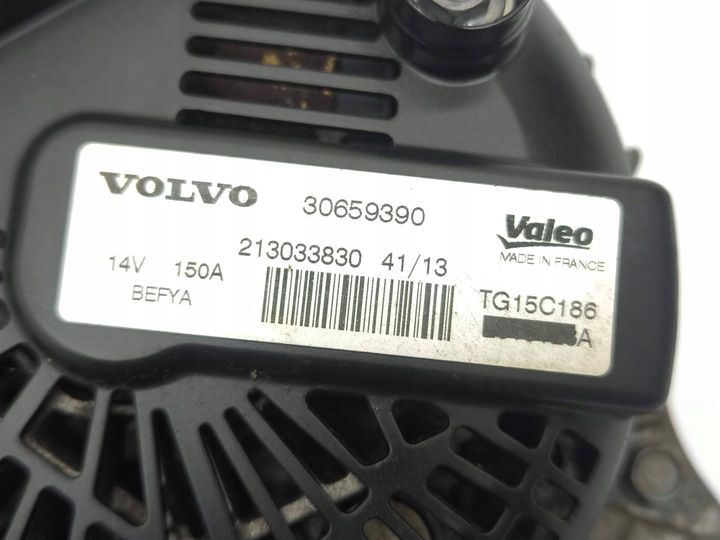 VOLVO 30659390 Valeo
MADE IN FRANCE
213033830 41/13
14V 150A
BEFYA
TG15C186
A